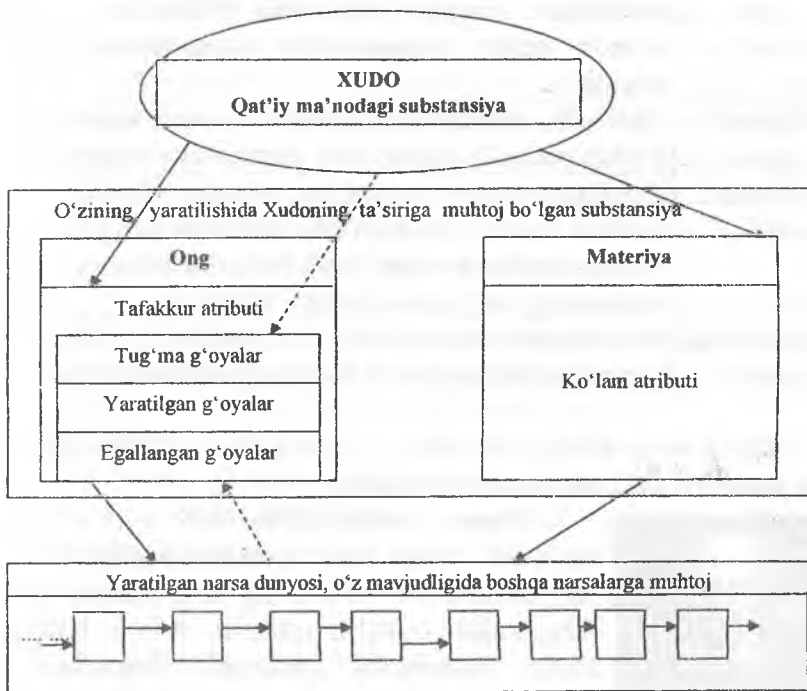 XUDO
Qat’iy ma’nodagi substansiya
O‘zining yaratilishida Xudoning ta’siriga muhtoj bo‘lgan substansiya
Ong
Tafakkur atributi
Tug‘ma g‘oyalar
Yaratilgan g‘oyalar
Egallangan g‘oyalar
Materiya
Ko‘lam atributi
Yaratilgan narsa dunyosi, o‘z mavjudligida boshqa narsalarga muhtoj